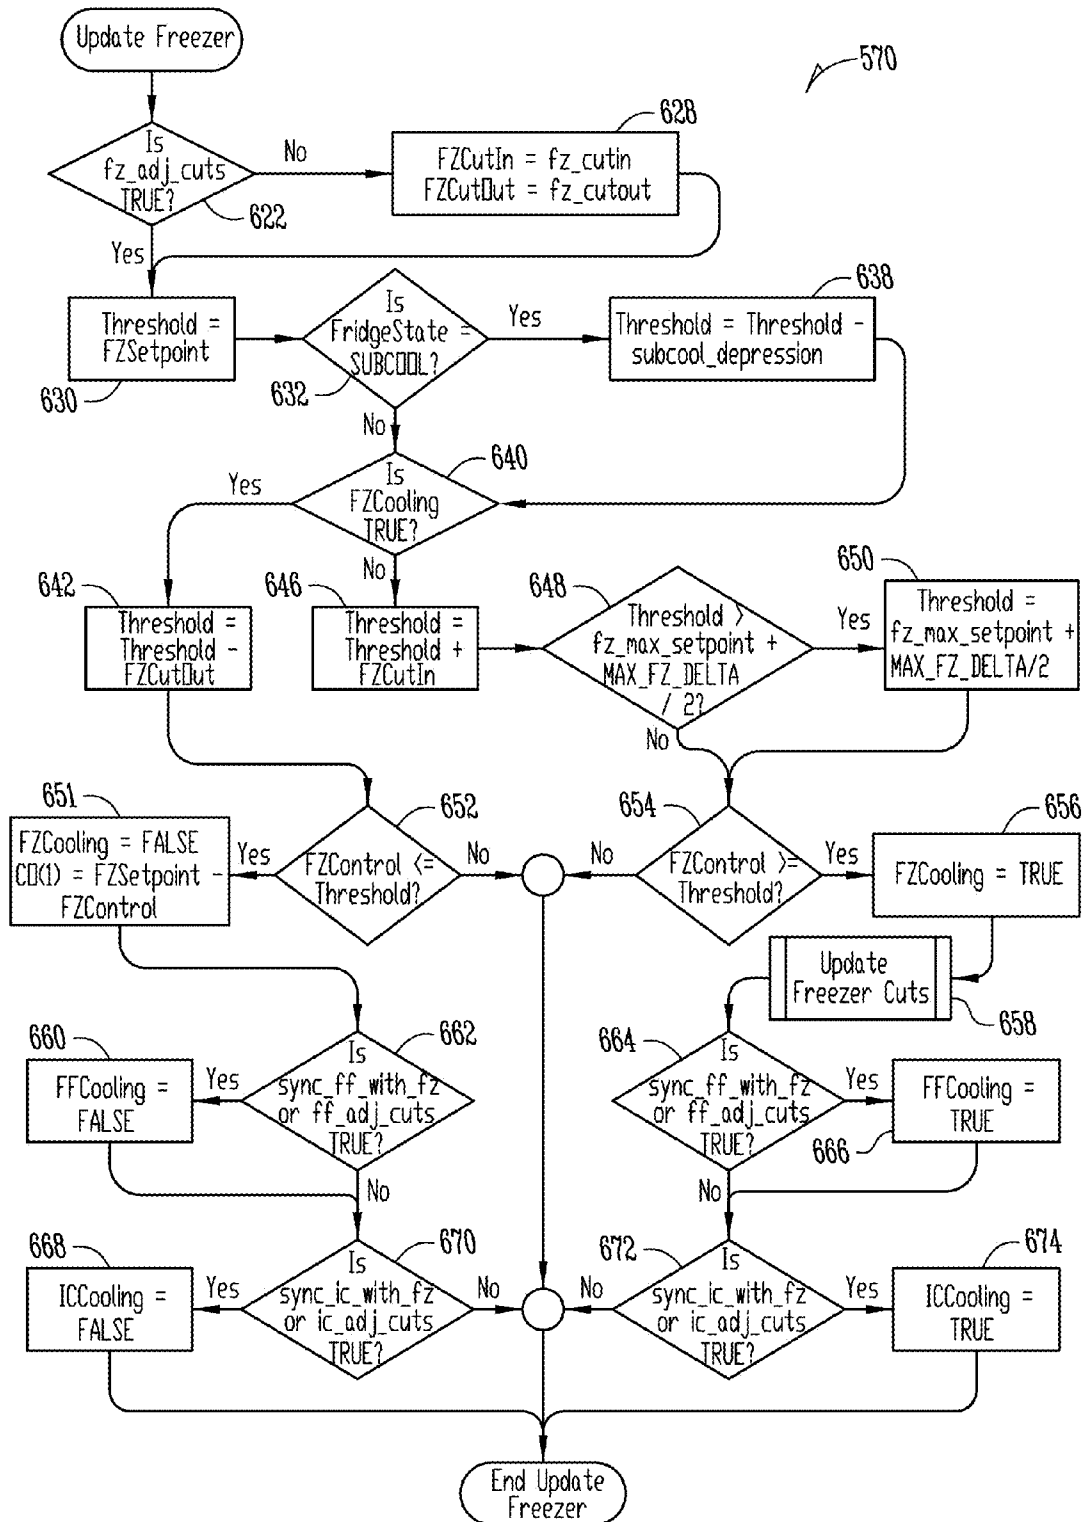 Update Freezer
570
Is
fz_adj_cuts
TRUE?
622
No
628
FZCutIn = fz_cutin
FZCutOut = fz_cutout
Yes
Threshold =
FZSetpoint
630
Is
FridgeState =
SUBCOOL?
632
Yes
638
Threshold = Threshold -
subcool_depression
No
640
Is
FZCooling
TRUE?
Yes
No
642
Threshold =
Threshold -
FZCutOut
646
Threshold =
Threshold +
FZCutIn
648
Threshold >
fz_max_setpoint +
MAX_FZ_DELTA
/ 2?
Yes
650
Threshold =
fz_max_setpoint +
MAX_FZ_DELTA/2
No
651
FZCooling = FALSE
CO(1) = FZSetpoint -
FZControl
Yes
652
FZControl <=
Threshold?
No
654
No
FZControl >=
Threshold?
Yes
656
FZCooling = TRUE
Update
Freezer Cuts
658
660
FFCooling =
FALSE
Yes
662
Is
sync_ff_with_fz
or ff_adj_cuts
TRUE?
No
664
Is
sync_ff_with_fz
or ff_adj_cuts
TRUE?
Yes
FFCooling =
TRUE
666
No
668
ICCooling =
FALSE
Yes
670
Is
sync_ic_with_fz
or ic_adj_cuts
TRUE?
No
672
No
Is
sync_ic_with_fz
or ic_adj_cuts
TRUE?
Yes
674
ICCooling =
TRUE
End Update
Freezer